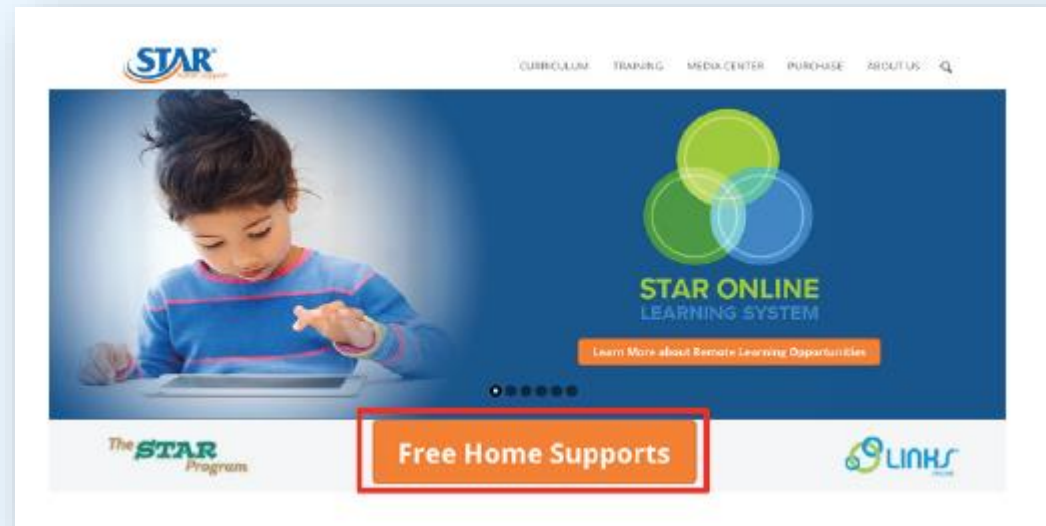 STAR
CURRICULUM TRAINING MEDIA CENTER PURCHASE ABOUT US
STAR ONLINE
LEARNING SYSTEM
Learn More about Remote Learning Opportunities
The STAR
Program
Free Home Supports
LINKS